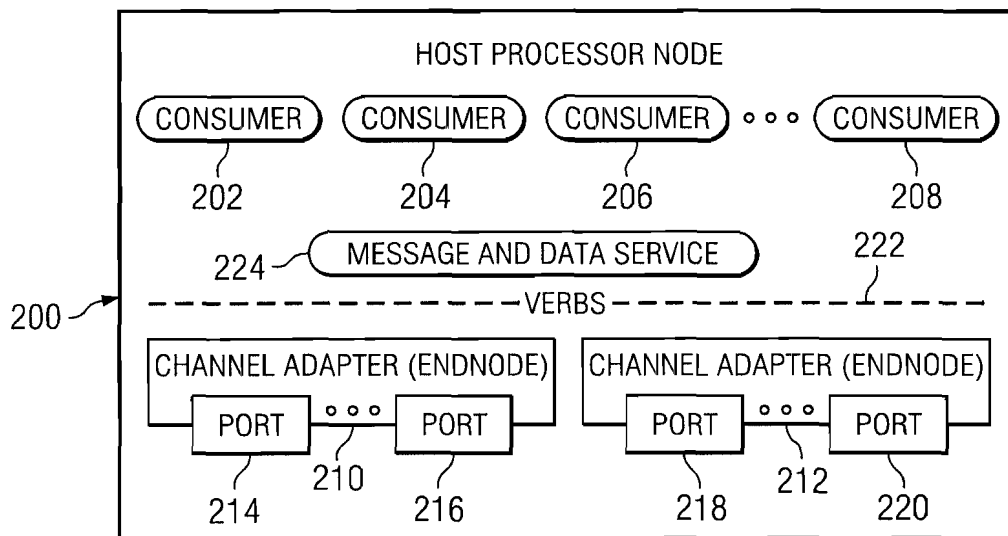 HOST PROCESSOR NODE
CONSUMER CONSUMER CONSUMER CONSUMER
202 204 206 208
MESSAGE AND DATA SERVICE
224 222
200
VERBS
CHANNEL ADAPTER (ENDNODE) CHANNEL ADAPTER (ENDNODE)
PORT PORT PORT PORT
210 212
214 216 218 220